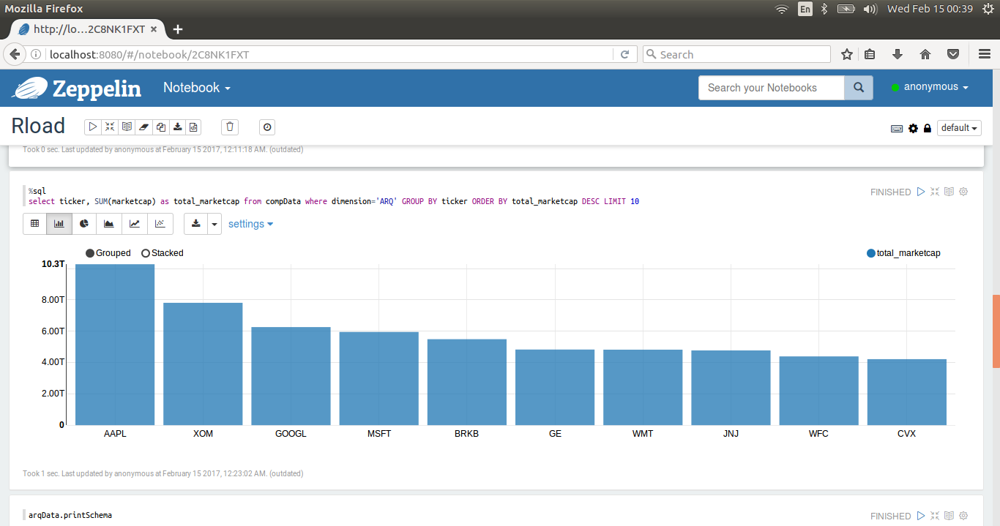 Mozilla Firefox
En
Wed Feb 15 00:39
http://lo...2C8NK1FXT
localhost:8080/#/notebook/2C8NK1FXT
Search
Zeppelin
Notebook
Search your Notebooks
anonymous
Rload
default
Took 0 sec. Last updated by anonymous at February 15 2017, 12:11:18 AM. (outdated)
%sql
select ticker, SUM(marketcap) as total_marketcap from compData where dimension='ARQ' GROUP BY ticker ORDER BY total_marketcap DESC LIMIT 10
FINISHED
settings
Grouped
Stacked
total_marketcap
10.3T
8.00T
6.00T
4.00T
2.00T
0
AAPL XOM GOOGL MSFT BRKB GE WMT JNJ WFC CVX
Took 1 sec. Last updated by anonymous at February 15 2017, 12:23:02 AM. (outdated)
arqData.printSchema
FINISHED